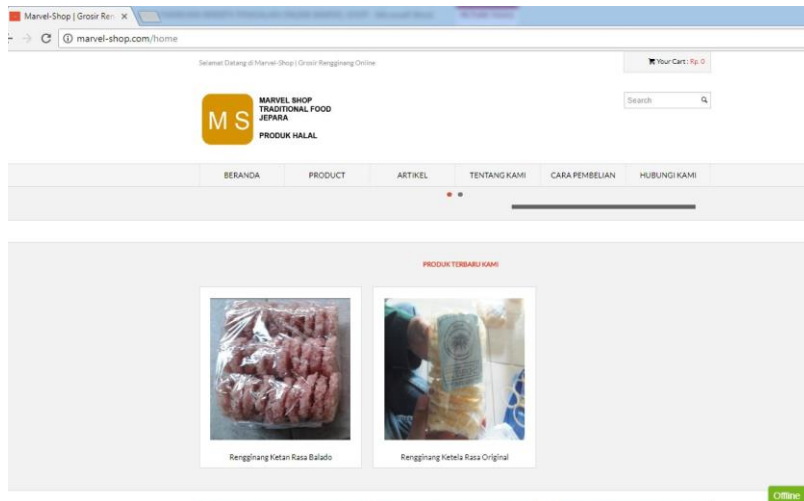 Marvel-Shop | Grosir Ren
marvel-shop.com/home
Selamat Datang di Marvel-Shop | Grosir Rengginang Online
Your Cart : Rp. 0
Search
M S
MARVEL SHOP
TRADITIONAL FOOD
JEPARA
PRODUK HALAL
BERANDA PRODUCT ARTIKEL TENTANG KAMI CARA PEMBELIAN HUBUNGI KAMI
PRODUK TERBARU KAMI
Rengginang Ketan Rasa Balado Rengginang Ketela Rasa Original
Offline